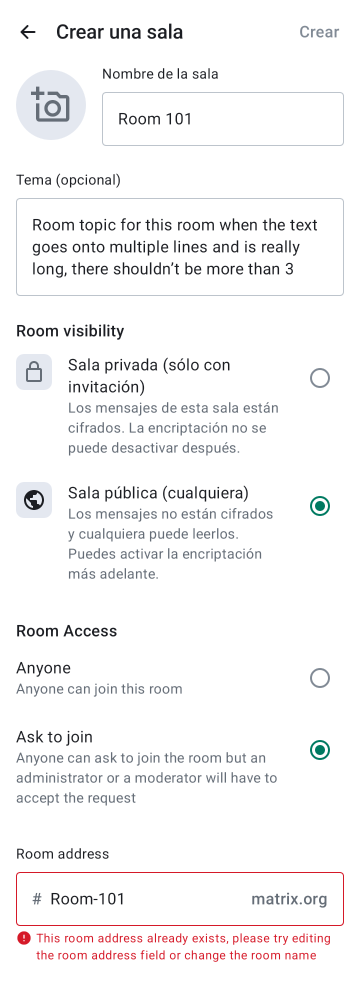 Crear una sala
Crear
Nombre de la sala
Room 101
Tema (opcional)
Room topic for this room when the text
goes onto multiple lines and is really
long, there shouldn’t be more than 3
Room visibility
Sala privada (sólo con
invitación)
Los mensajes de esta sala están
cifrados. La encriptación no se
puede desactivar después.
Sala pública (cualquiera)
Los mensajes no están cifrados
y cualquiera puede leerlos.
Puedes activar la encriptación
más adelante.
Room Access
Anyone
Anyone can join this room
Ask to join
Anyone can ask to join the room but an
administrator or a moderator will have to
accept the request
Room address
# Room-101 matrix.org
This room address already exists, please try editing
the room address field or change the room name